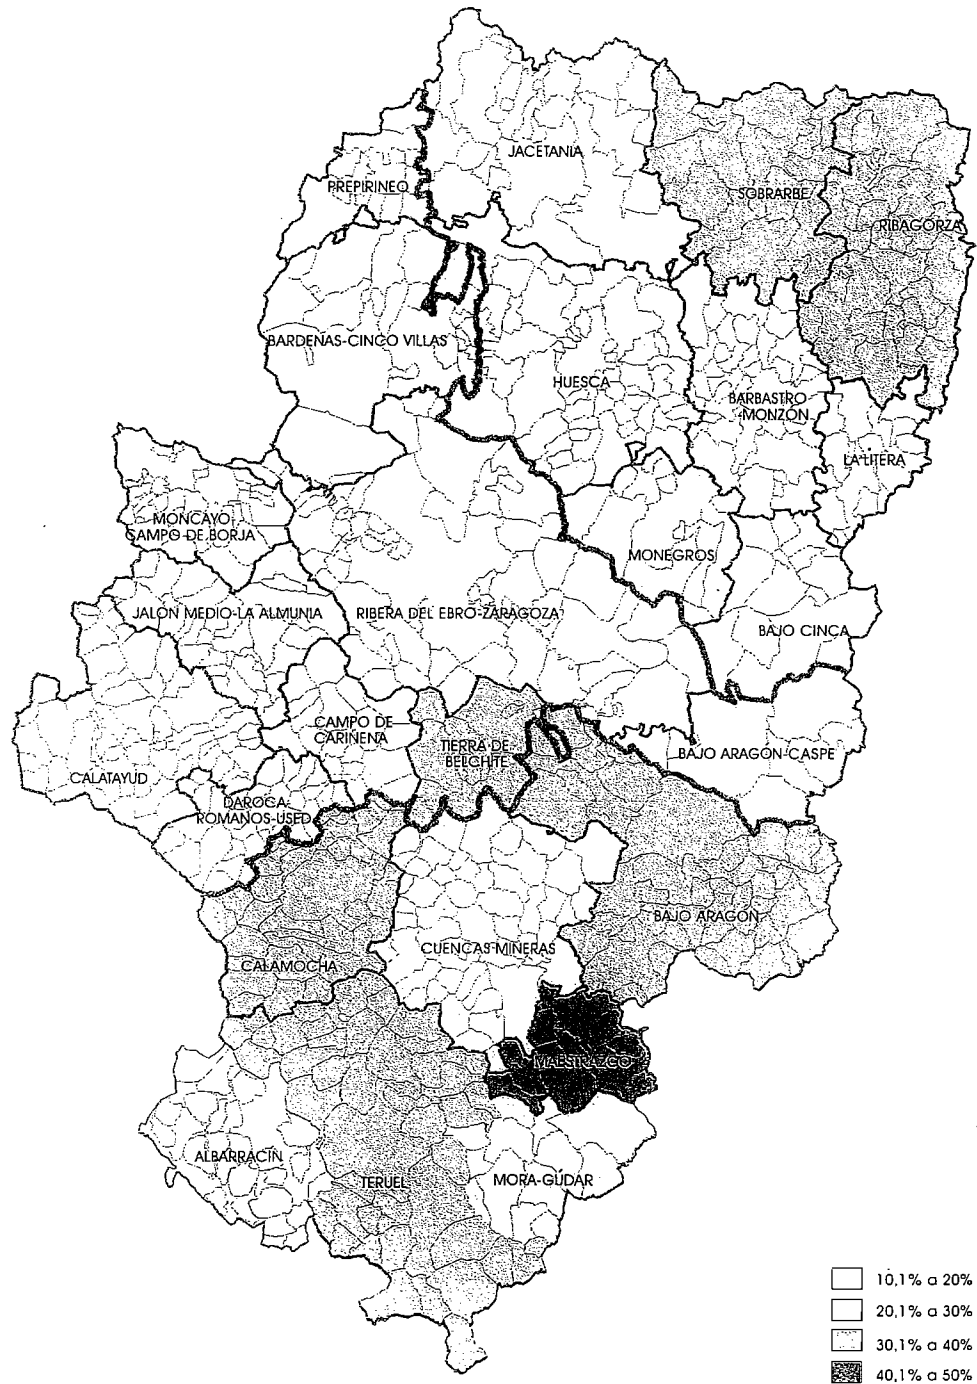 JACETANIA
PREPIRINEO
SOBRARBE
RIBAGORZA
BARDENAS-CINCO VILLAS
HUESCA
BARBASTRO
-MONZÓN
LA LITERA
MONCAYO-
CAMPO DE BORJA
MONEGROS
JALÓN MEDIO-LA ALMUNIA
RIBERA DEL EBRO-ZARAGOZA
BAJO CINCA
CAMPO DE
CARIÑENA
TIERRA DE
BELCHITE
BAJO ARAGÓN-CASPE
CALATAYUD
DAROCA-
ROMANOS-USED
BAJO ARAGÓN
CUENCAS MINERAS
CALAMOCHA
MAESTRAZGO
ALBARRACÍN
TERUEL
MORA-GÚDAR
10,1% a 20%
20,1% a 30%
30,1% a 40%
40,1% a 50%